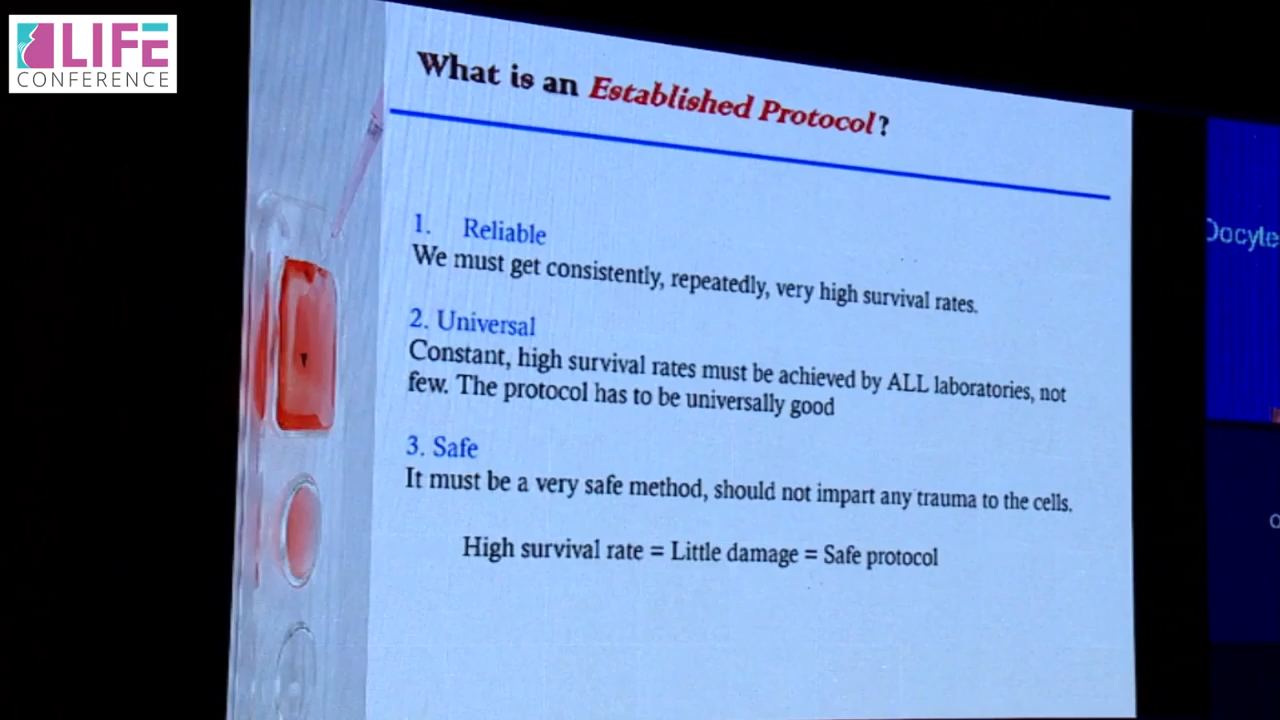 LIFE
CONFERENCE
What is an Established Protocol?
1. Reliable
We must get consistently, repeatedly, very high survival rates.
2. Universal
Constant, high survival rates must be achieved by ALL laboratories, not
few. The protocol has to be universally good
3. Safe
It must be a very safe method, should not impart any trauma to the cells.
High survival rate = Little damage = Safe protocol
Oocyte